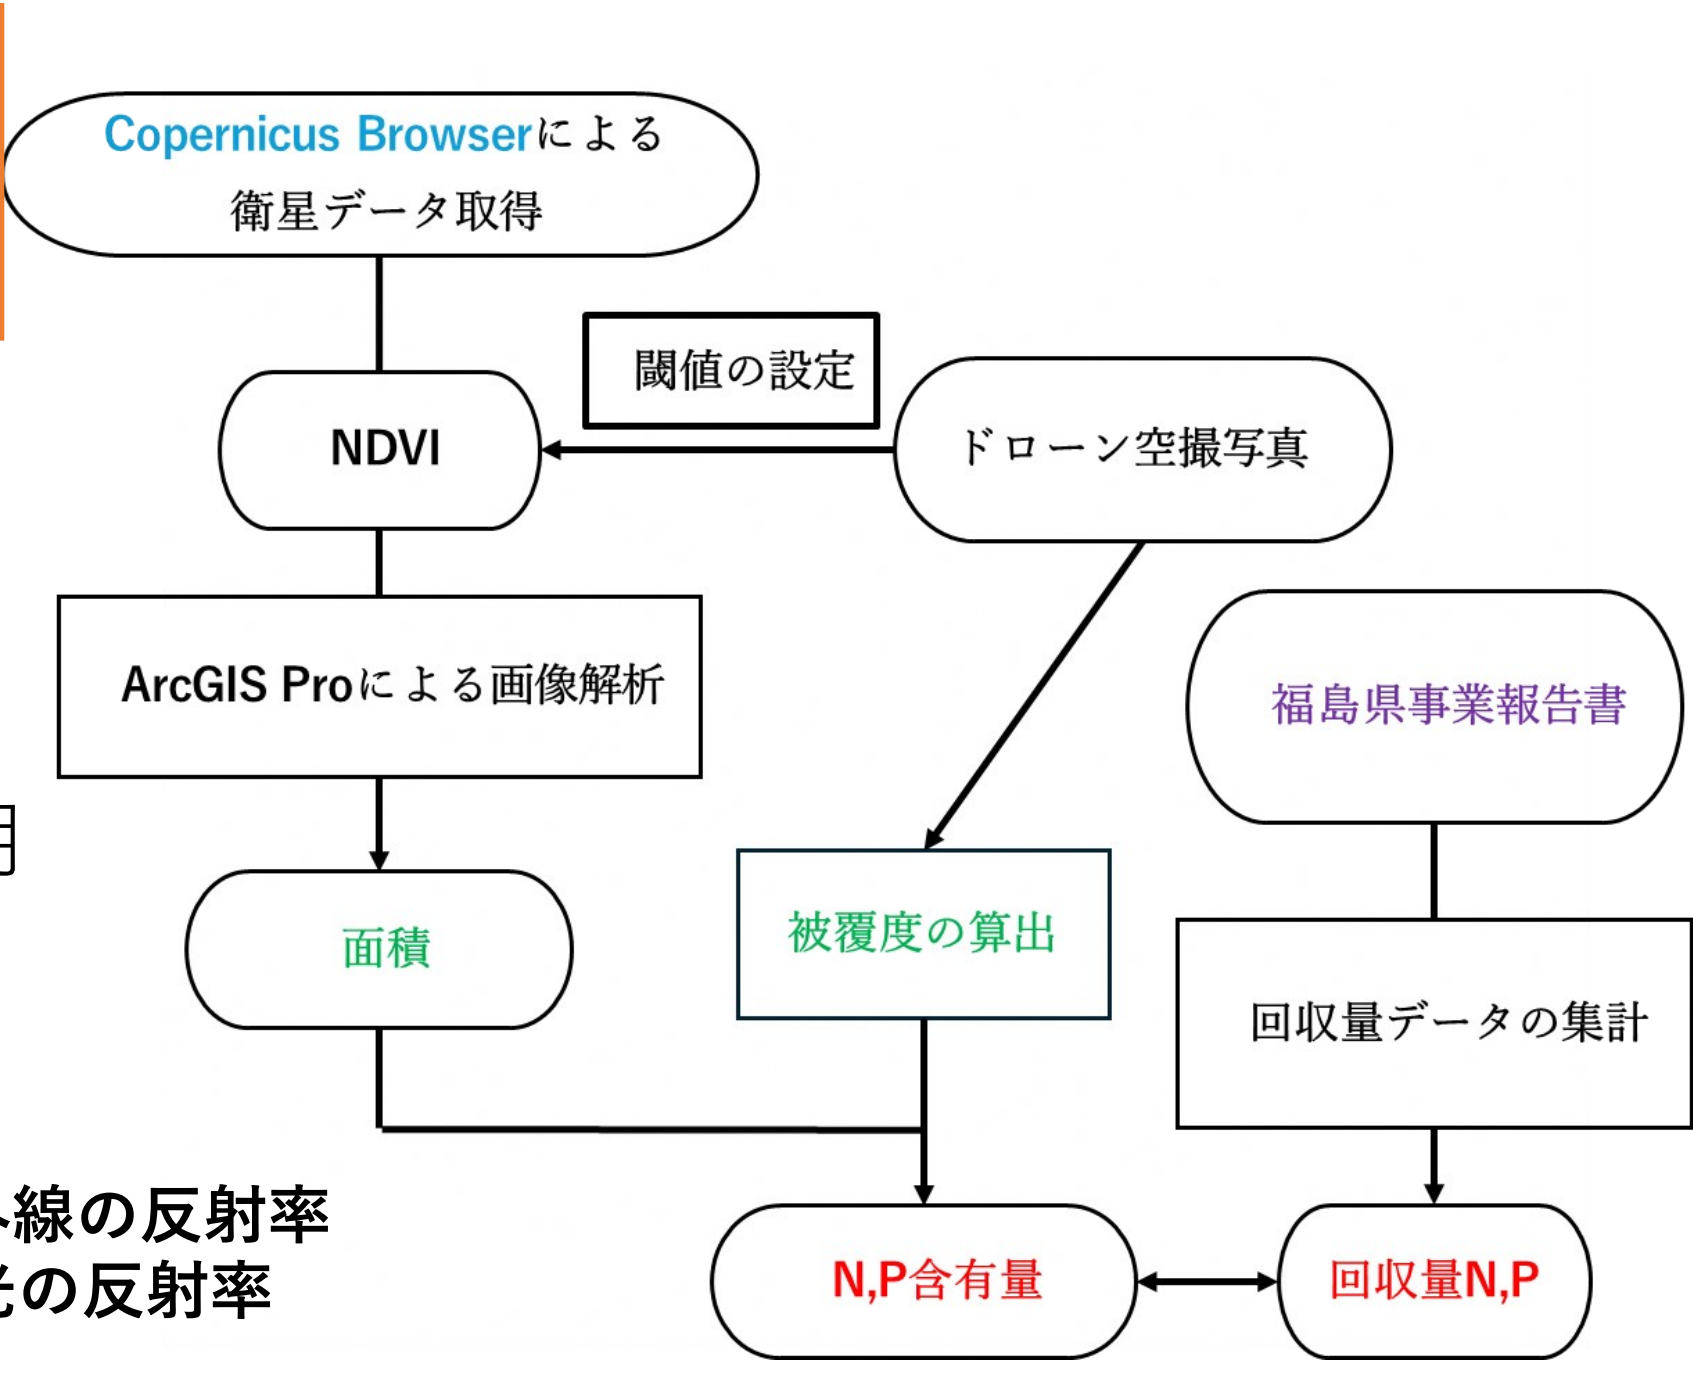 Copernicus Browserによる
衛星データ取得
閾値の設定
NDVI
ドローン空撮写真
ArcGIS Proによる画像解析
福島県事業報告書
面積
被覆度の算出
回収量データの集計
線の反射率
の反射率
N,P含有量
回収量N,P